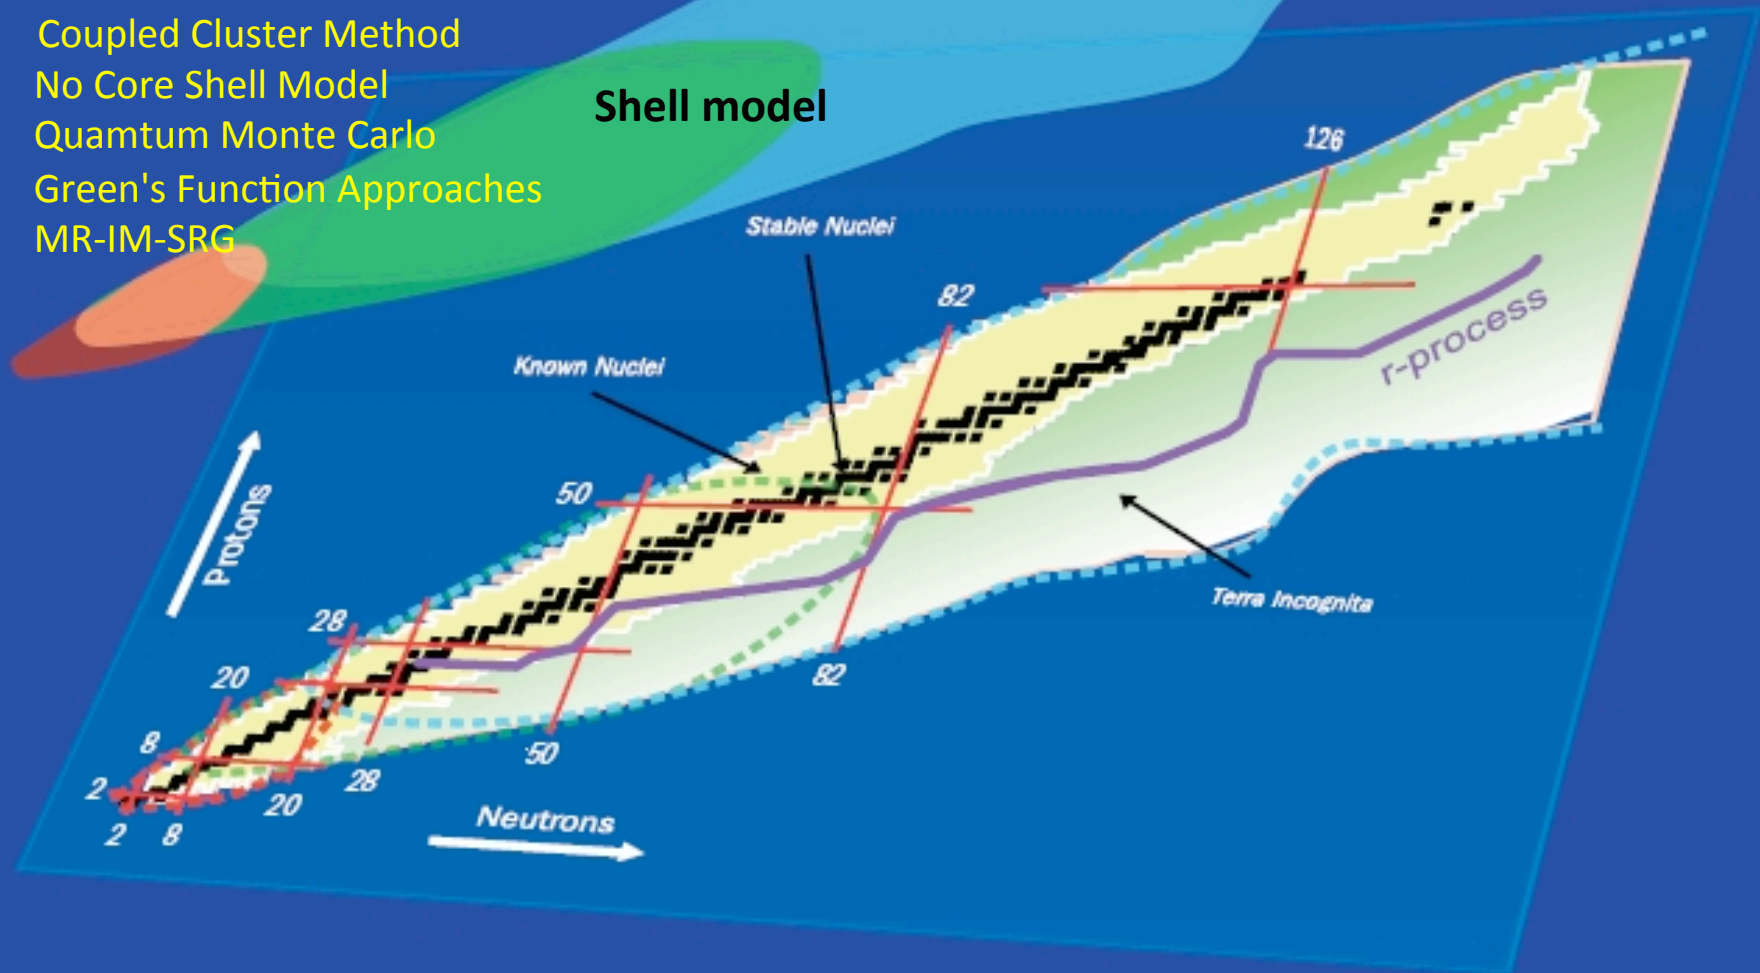 Coupled Cluster Method
No Core Shell Model
Quamtum Monte Carlo
Green's Function Approaches
MR-IM-SRG
Shell model
126
Stable Nuclei
82
Known Nuclei
r-process
50
Protons
Terra Incognita
28
82
20
8
50
28
2
20
2 8
Neutrons